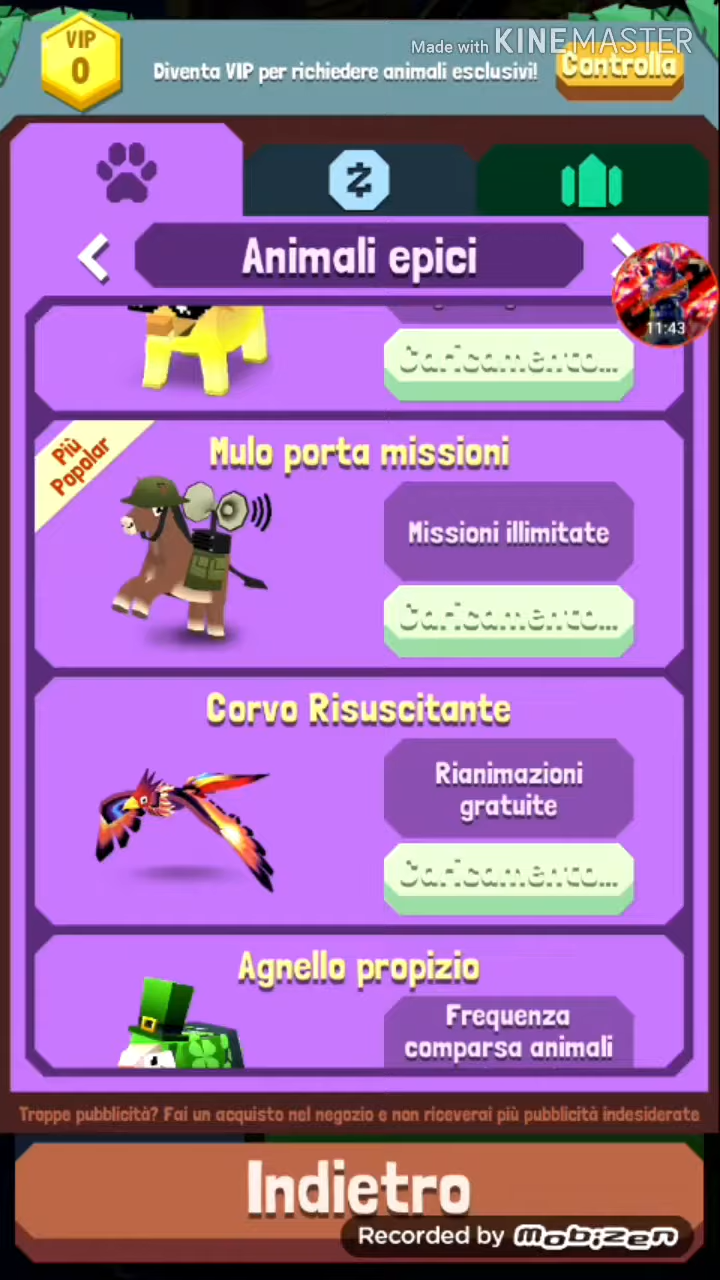 VIP
0
Made with KINEMASTER
Diventa VIP per richiedere animali esclusivi!
Controlla
Animali epici
11:43
Caricamento...
Più
Popolar
Mulo porta missioni
Missioni illimitate
Caricamento...
Corvo Risuscitante
Rianimazioni
gratuite
Caricamento...
Agnello propizio
Frequenza
comparsa animali
Troppe pubblicità? Fai un acquisto nel negozio e non riceverai più pubblicità indesiderate
Indietro
Recorded by mobizen